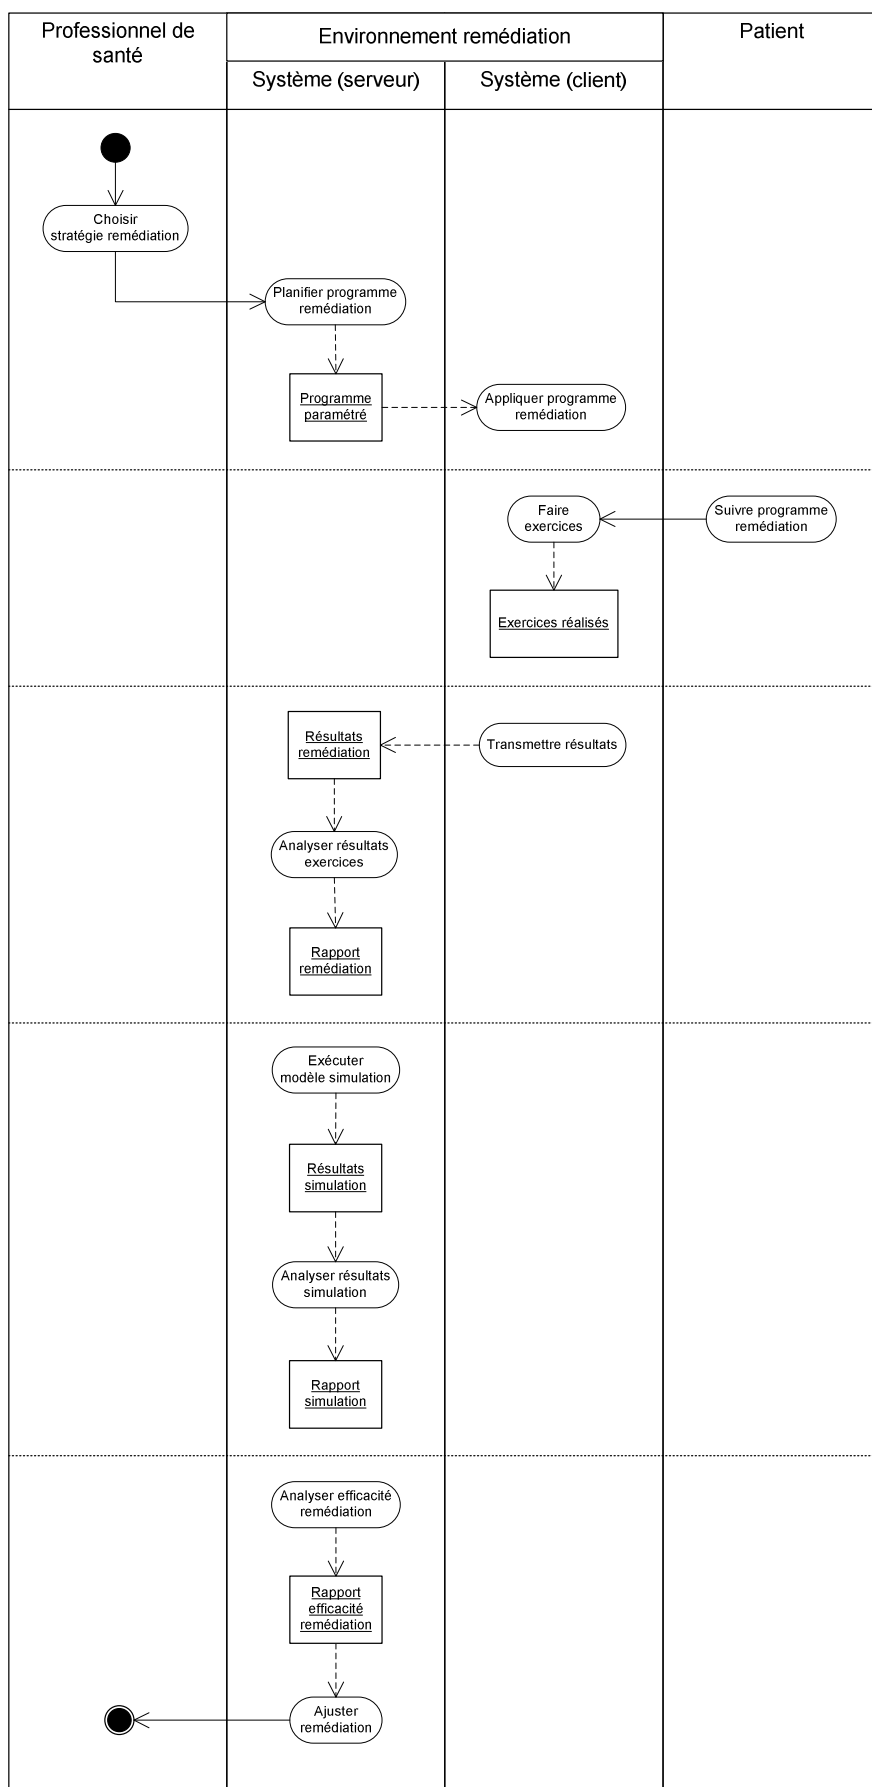 Professionnel de
santé
Environnement remédiation
Patient
Système (serveur)
Système (client)
Choisir
stratégie remédiation
Planifier programme
remédiation
Programme
paramétré
Appliquer programme
remédiation
Faire
exercices
Suivre programme
remédiation
Exercices réalisés
Résultats
remédiation
Transmettre résultats
Analyser résultats
exercices
Rapport
remédiation
Exécuter
modèle simulation
Résultats
simulation
Analyser résultats
simulation
Rapport
simulation
Analyser efficacité
remédiation
Rapport
efficacité
remédiation
Ajuster
remédiation